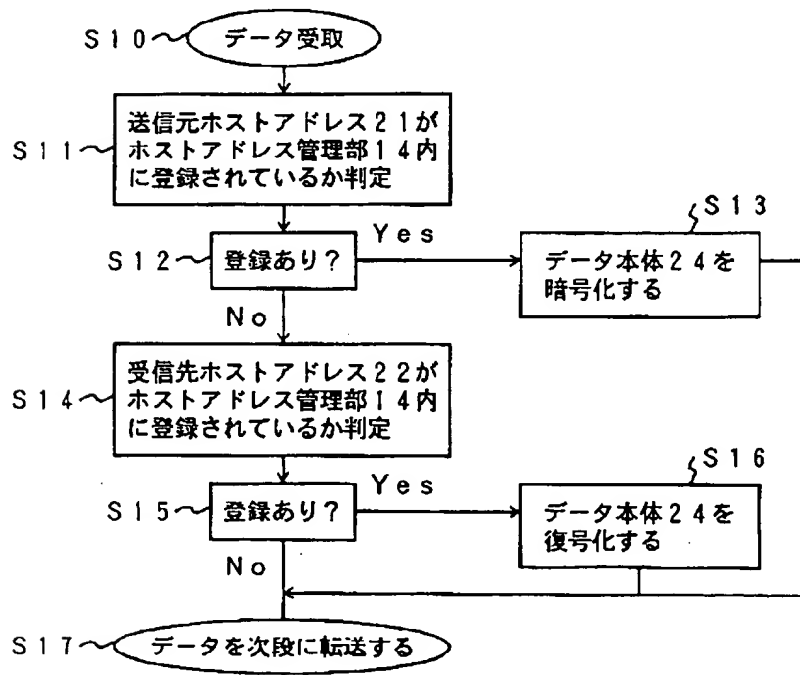 S10 データ受取
S11 送信元ホストアドレス21が
ホストアドレス管理部14内
に登録されているか判定
S12 登録あり?
Yes
S13
データ本体24を
暗号化する
No
S14 受信先ホストアドレス22が
ホストアドレス管理部14内
に登録されているか判定
S15 登録あり?
Yes
S16
データ本体24を
復号化する
No
S17 データを次段に転送する